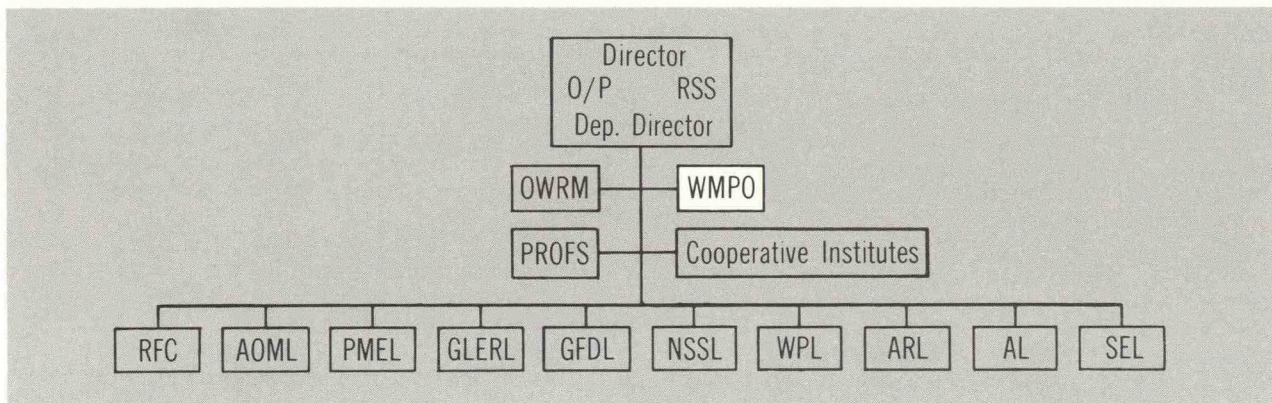 Director
O/P RSS
Dep. Director
OWRM WMPO
PROFS Cooperative Institutes
RFC AOML PMEL GLERL GFDL NSSL WPL ARL AL SEL